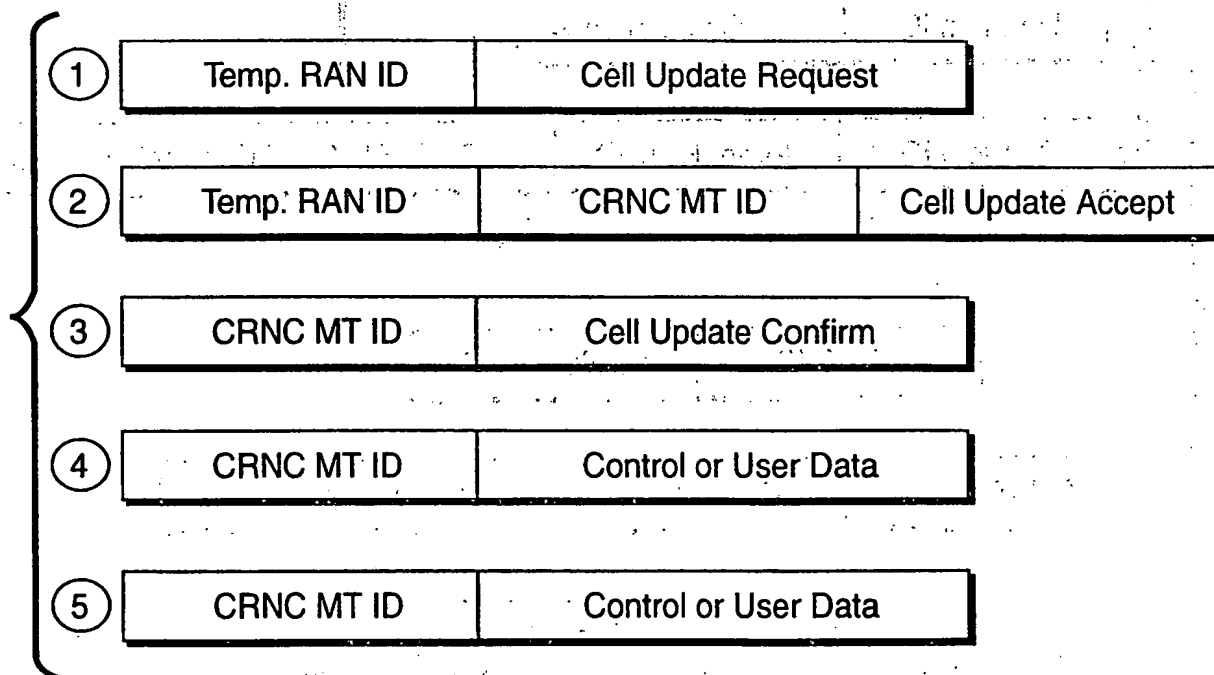 1 Temp. RAN ID Cell Update Request
2 Temp. RAN ID CRNC MT ID Cell Update Accept
3 CRNC MT ID Cell Update Confirm
4 CRNC MT ID Control or User Data
5 CRNC MT ID Control or User Data